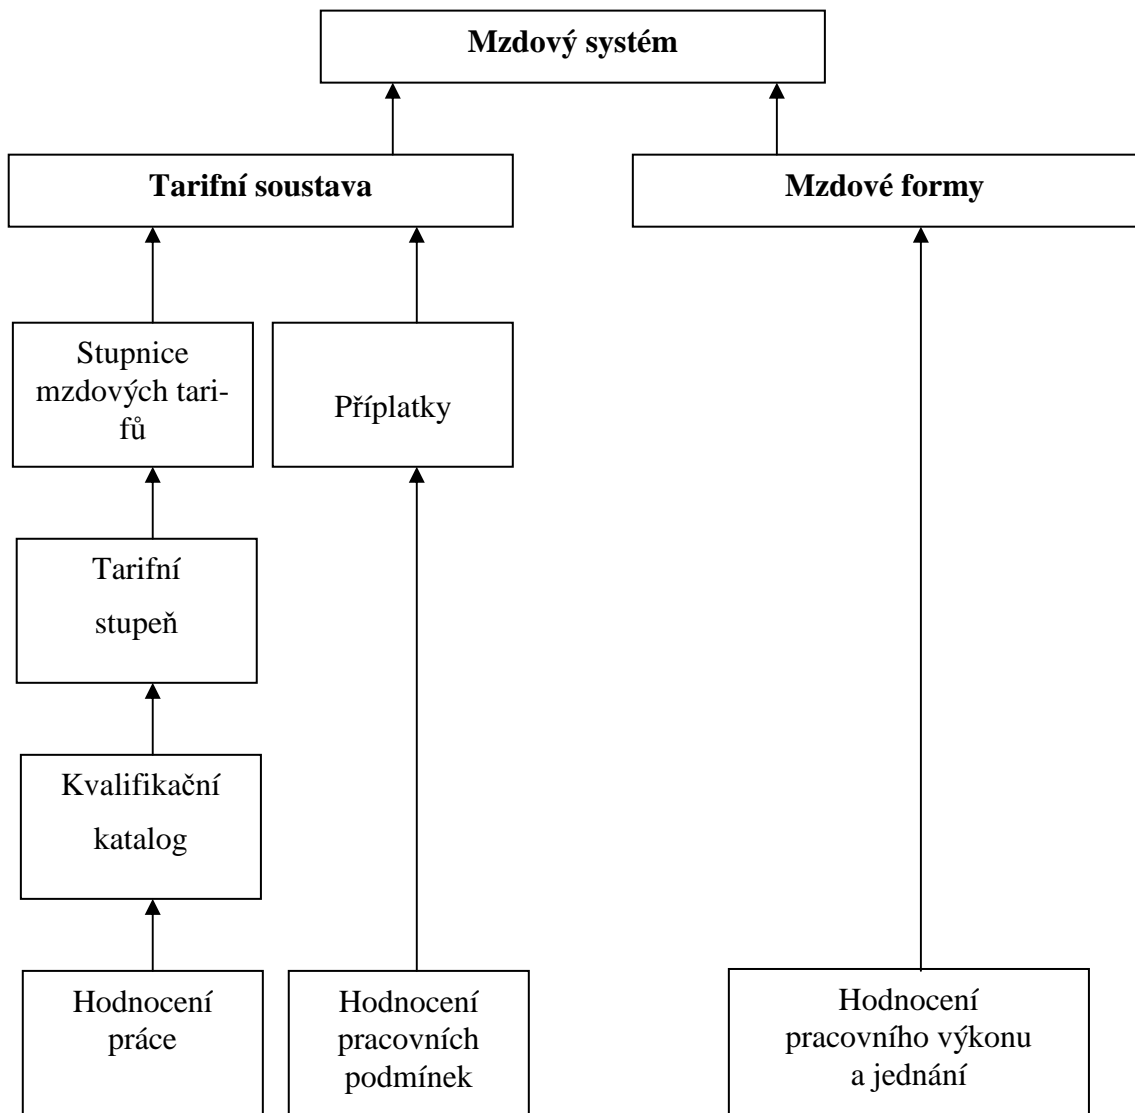 Mzdový systém
Tarifní soustava
Mzdové formy
Stupnice
mzdových tari-
fů
Příplatky
Tarifní
stupeň
Kvalifikační
katalog
Hodnocení
práce
Hodnocení
pracovních
podmínek
Hodnocení
pracovního výkonu
a jednání